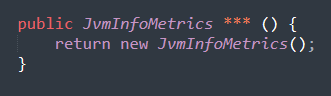 public JvmInfoMetrics *** () {
return new JvmInfoMetrics();
}